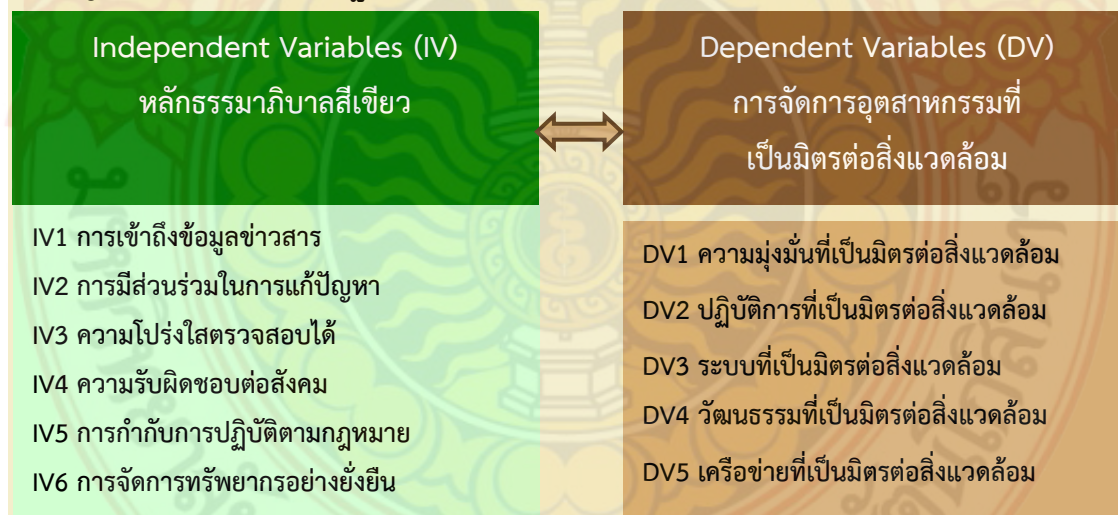 Independent Variables (IV)
หลักธรรมาภิบาลสีเขียว
IV1 การเข้าถึงข้อมูลข่าวสาร
IV2 การมีส่วนร่วมในการแก้ปัญหา
IV3 ความโปร่งใสตรวจสอบได้
IV4 ความรับผิดชอบต่อสังคม
IV5 การกำกับการปฏิบัติตามกฎหมาย
IV6 การจัดการทรัพยากรอย่างยั่งยืน
Dependent Variables (DV)
การจัดการอุตสาหกรรมที่
เป็นมิตรต่อสิ่งแวดล้อม
DV1 ความมุ่งมั่นที่เป็นมิตรต่อสิ่งแวดล้อม
DV2 ปฏิบัติการที่เป็นมิตรต่อสิ่งแวดล้อม
DV3 ระบบที่เป็นมิตรต่อสิ่งแวดล้อม
DV4 วัฒนธรรมที่เป็นมิตรต่อสิ่งแวดล้อม
DV5 เครือข่ายที่เป็นมิตรต่อสิ่งแวดล้อม